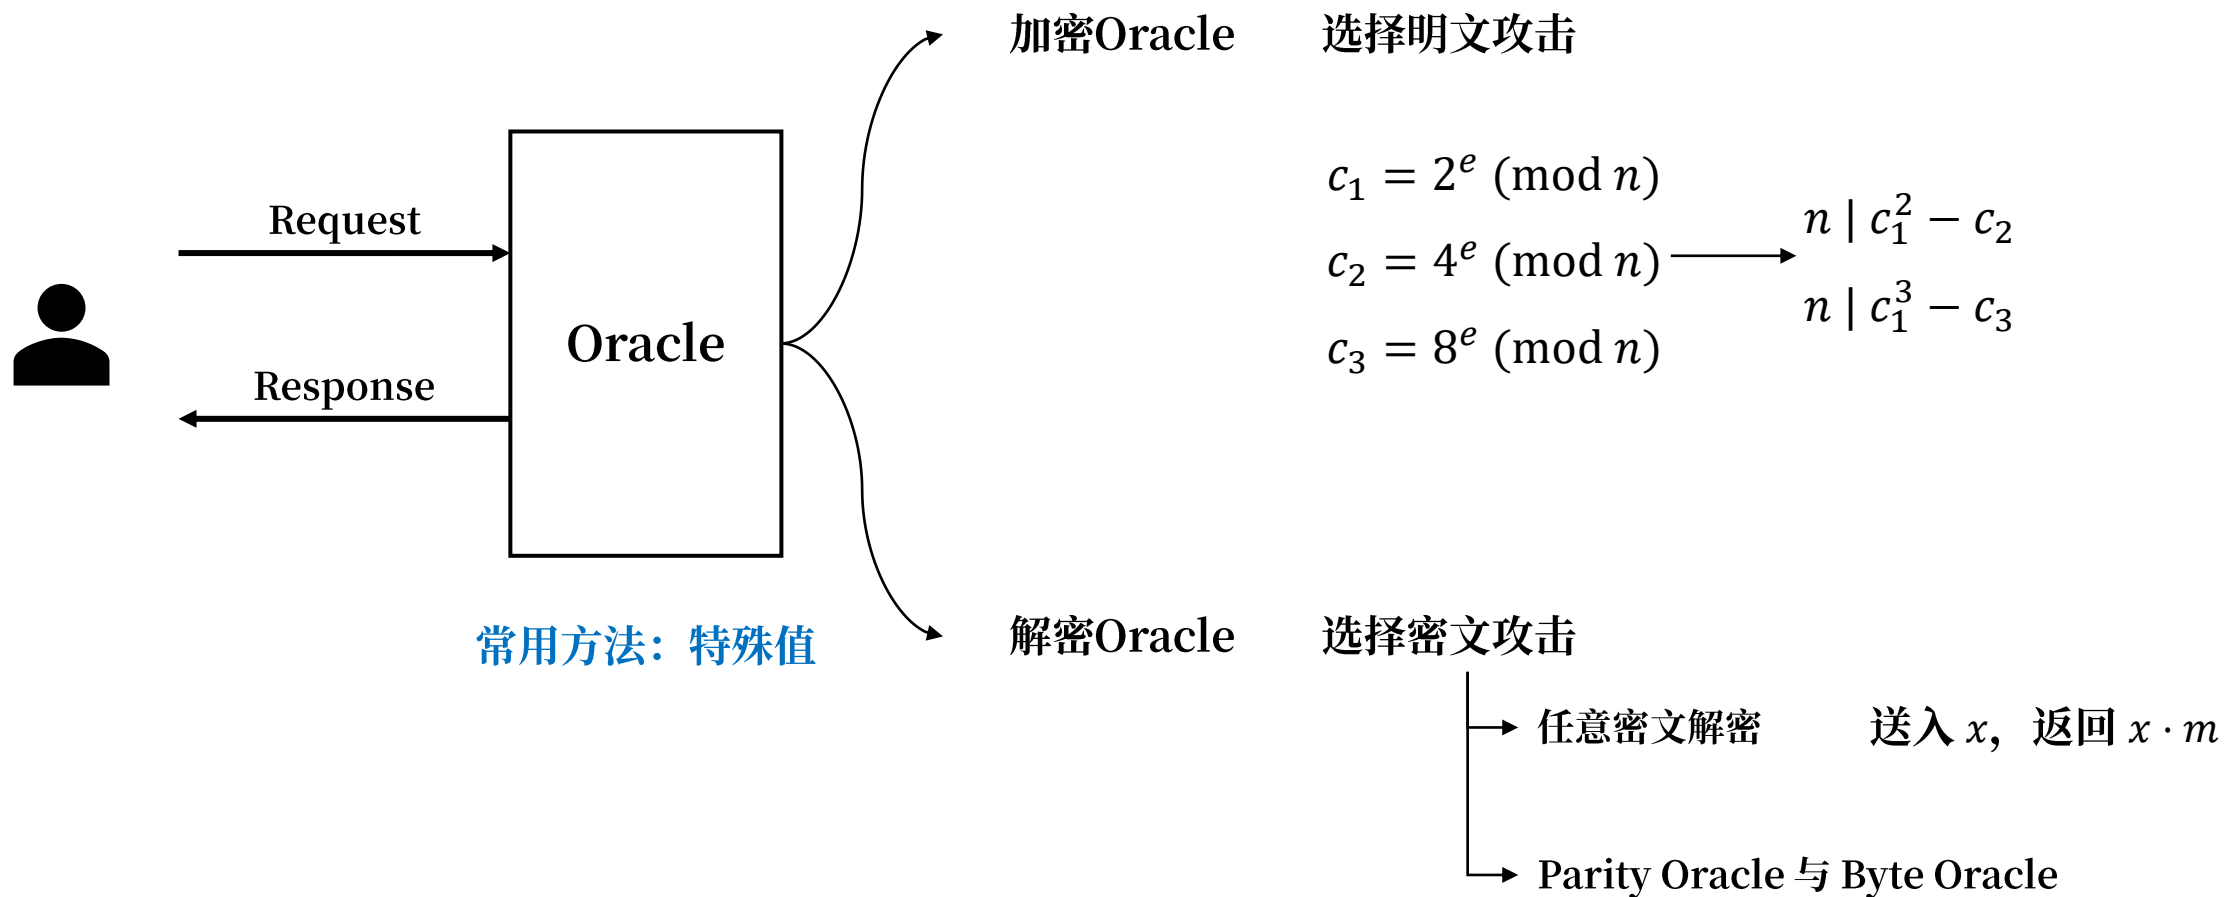 加密Oracle 选择明文攻击
c₁ = 2ᵉ (mod n)
c₂ = 4ᵉ (mod n)
c₃ = 8ᵉ (mod n)
n | c₁² − c₂
n | c₁³ − c₃
Request
Oracle
Response
常用方法：特殊值
解密Oracle 选择密文攻击
任意密文解密 送入 x，返回 x · m
Parity Oracle 与 Byte Oracle